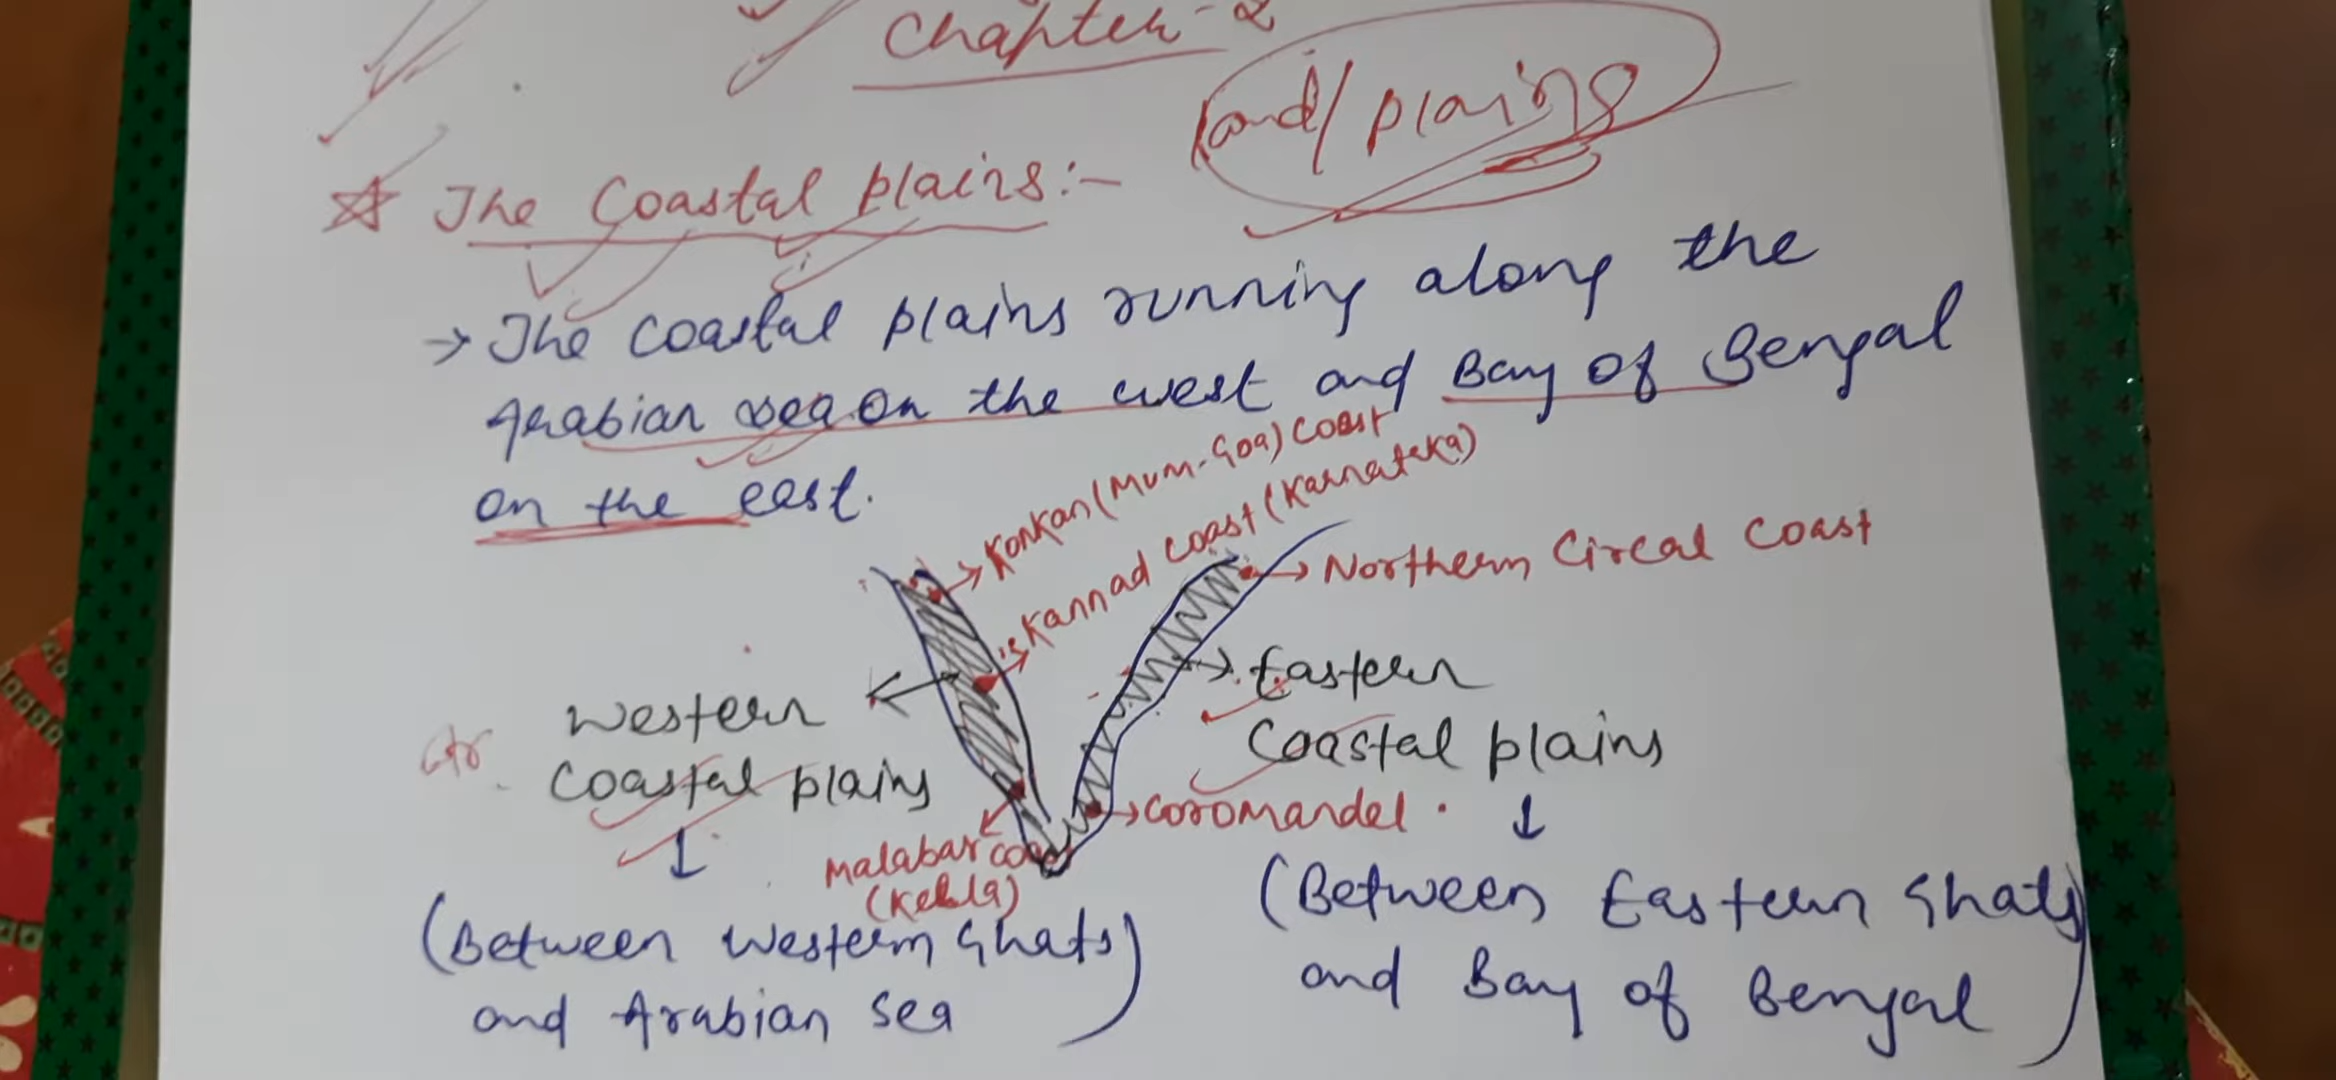 Chapter-2
land/plains
The Coastal plains:-
→ The coastal plains running along the
Arabian sea on the west and Bay of Bengal
on the east.
Konkan (Mum-Goa) Coast
Kannad Coast (Karnataka)
Northern Circal Coast
Western
Coastal plains
Eastern
Coastal plains
Coromandel
Malabar coast
(Between Western Ghats)
and Arabian sea
(Between Eastern Ghats)
and Bay of Bengal